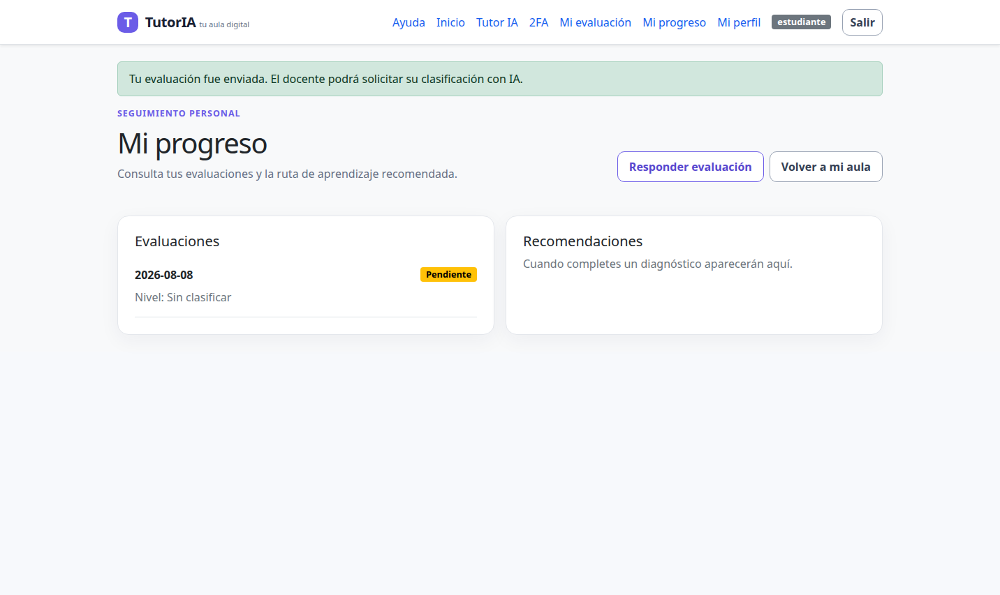 T TutorIA tu aula digital
Ayuda Inicio Tutor IA 2FA Mi evaluación Mi progreso Mi perfil estudiante Salir
Tu evaluación fue enviada. El docente podrá solicitar su clasificación con IA.
SEGUIMIENTO PERSONAL
Mi progreso
Consulta tus evaluaciones y la ruta de aprendizaje recomendada.
Responder evaluación Volver a mi aula
Evaluaciones
2026-08-08 Pendiente
Nivel: Sin clasificar
Recomendaciones
Cuando completes un diagnóstico aparecerán aquí.